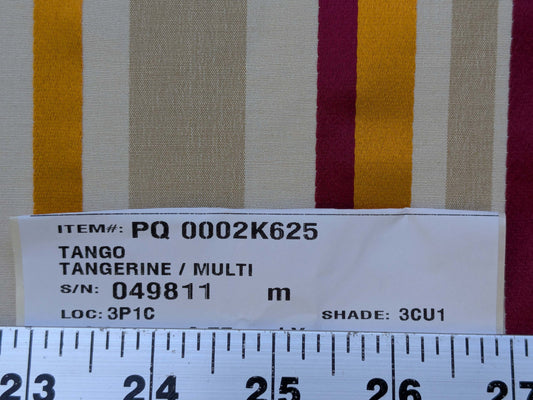 ITEM#: PQ 0002K625
TANGO
TANGERINE / MULTI
S/N: 049811 m
LOC: 3P1C SHADE: 3CU1
23 24 25 26 27